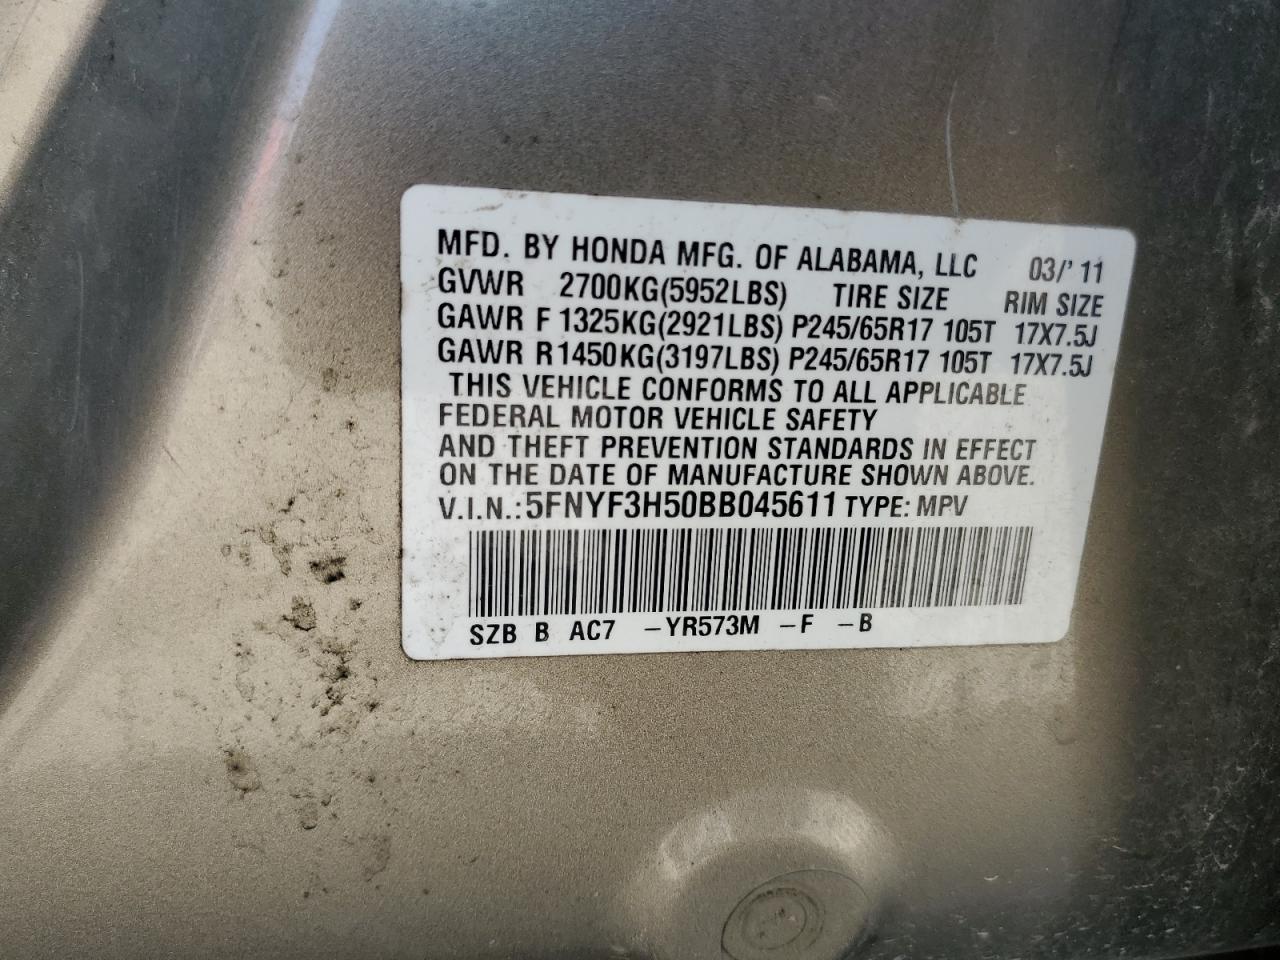 MFD. BY HONDA MFG. OF ALABAMA, LLC 03/'11
GVWR 2700KG(5952LBS) TIRE SIZE RIM SIZE
GAWR F 1325KG(2921LBS) P245/65R17 105T 17X7.5J
GAWR R 1450KG(3197LBS) P245/65R17 105T 17X7.5J
THIS VEHICLE CONFORMS TO ALL APPLICABLE
FEDERAL MOTOR VEHICLE SAFETY
AND THEFT PREVENTION STANDARDS IN EFFECT
ON THE DATE OF MANUFACTURE SHOWN ABOVE.
V.I.N.: 5FNYF3H50BB045611 TYPE: MPV
SZB B AC7 -YR573M -F -B